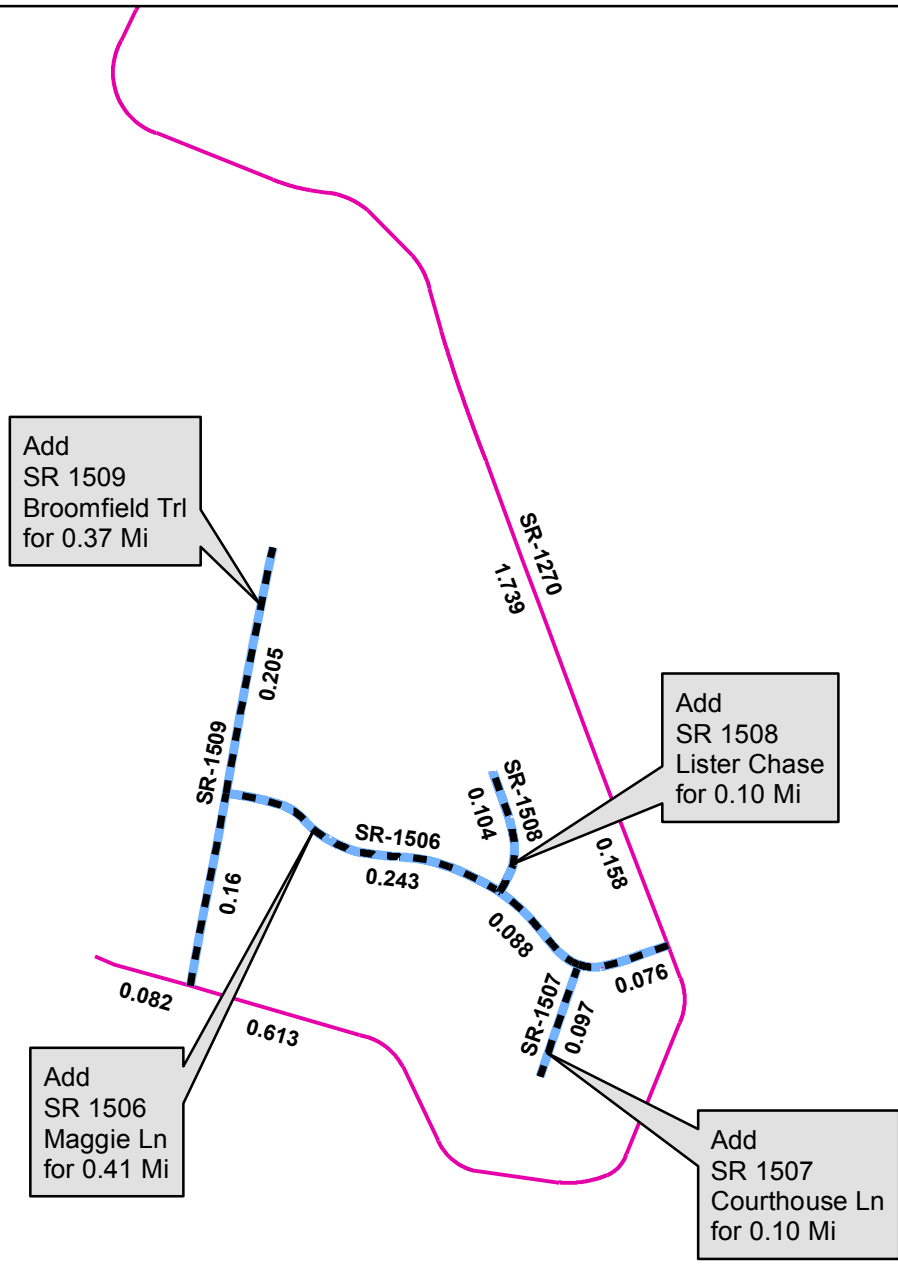 Add
SR 1509
Broomfield Trl
for 0.37 Mi
SR-1270
1.739
0.205
SR-1509
0.16
Add
SR 1508
Lister Chase
for 0.10 Mi
SR-1508
0.104
SR-1506
0.243
0.158
0.088
0.076
SR-1507
0.097
0.082
0.613
Add
SR 1506
Maggie Ln
for 0.41 Mi
Add
SR 1507
Courthouse Ln
for 0.10 Mi